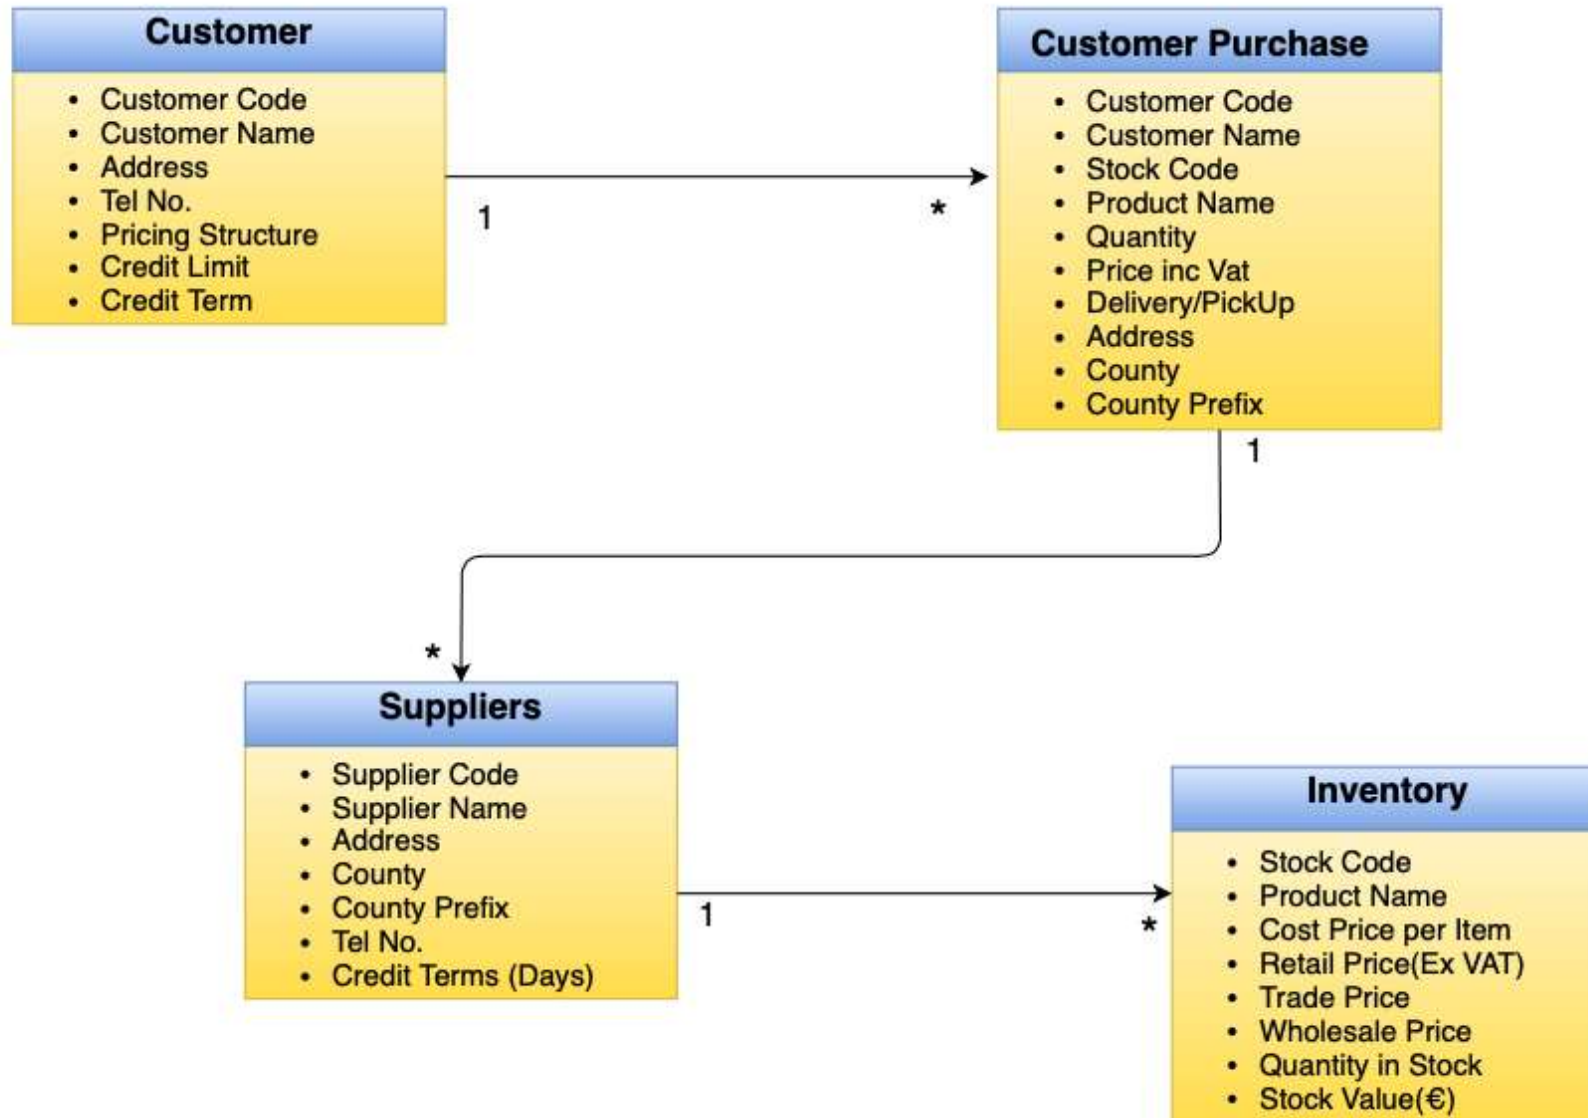 Customer
• Customer Code
• Customer Name
• Address
• Tel No.
• Pricing Structure
• Credit Limit
• Credit Term
1
*
Customer Purchase
• Customer Code
• Customer Name
• Stock Code
• Product Name
• Quantity
• Price inc Vat
• Delivery/PickUp
• Address
• County
• County Prefix
1
*
Suppliers
• Supplier Code
• Supplier Name
• Address
• County
• County Prefix
• Tel No.
• Credit Terms (Days)
1
*
Inventory
• Stock Code
• Product Name
• Cost Price per Item
• Retail Price(Ex VAT)
• Trade Price
• Wholesale Price
• Quantity in Stock
• Stock Value(€)